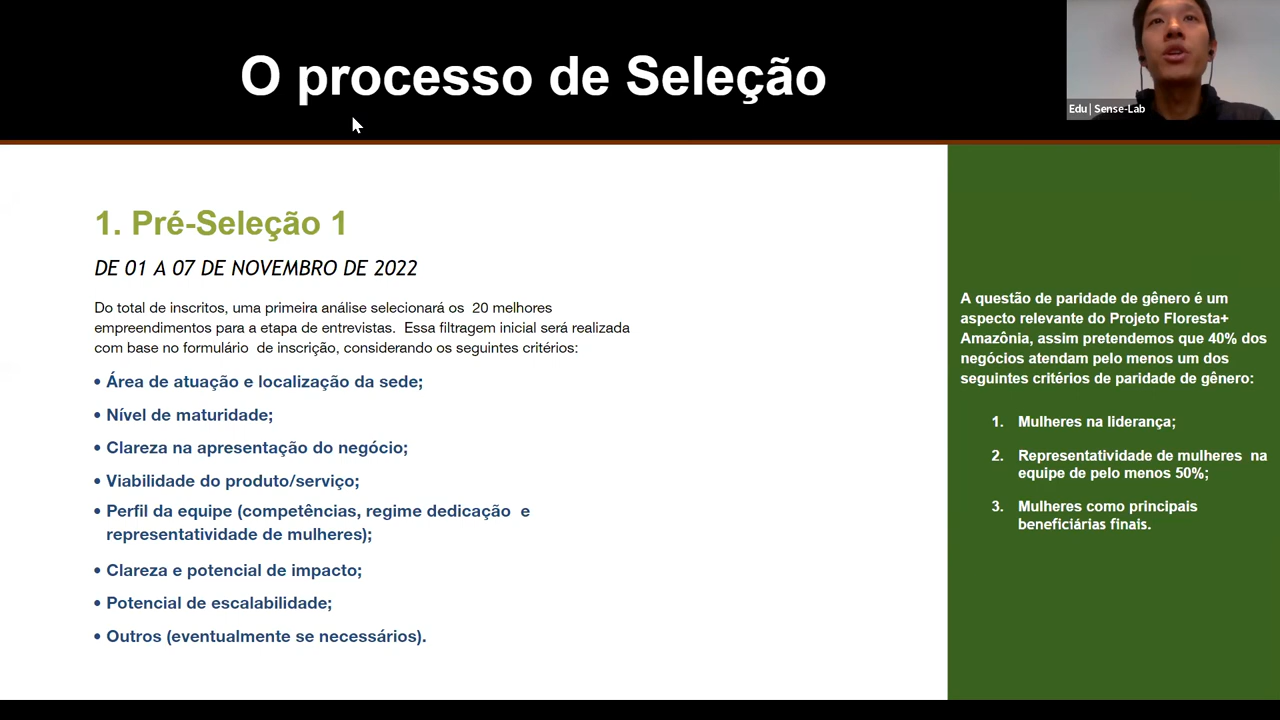 O processo de Seleção
Edu | Sense-Lab
1. Pré-Seleção 1
DE 01 A 07 DE NOVEMBRO DE 2022
Do total de inscritos, uma primeira análise selecionará os 20 melhores
empreendimentos para a etapa de entrevistas. Essa filtragem inicial será realizada
com base no formulário de inscrição, considerando os seguintes critérios:
• Área de atuação e localização da sede;
• Nível de maturidade;
• Clareza na apresentação do negócio;
• Viabilidade do produto/serviço;
• Perfil da equipe (competências, regime dedicação e
representatividade de mulheres);
• Clareza e potencial de impacto;
• Potencial de escalabilidade;
• Outros (eventualmente se necessários).
A questão de paridade de gênero é um
aspecto relevante do Projeto Floresta+
Amazônia, assim pretendemos que 40% dos
negócios atendam pelo menos um dos
seguintes critérios de paridade de gênero:
1. Mulheres na liderança;
2. Representatividade de mulheres na
equipe de pelo menos 50%;
3. Mulheres como principais
beneficiárias finais.